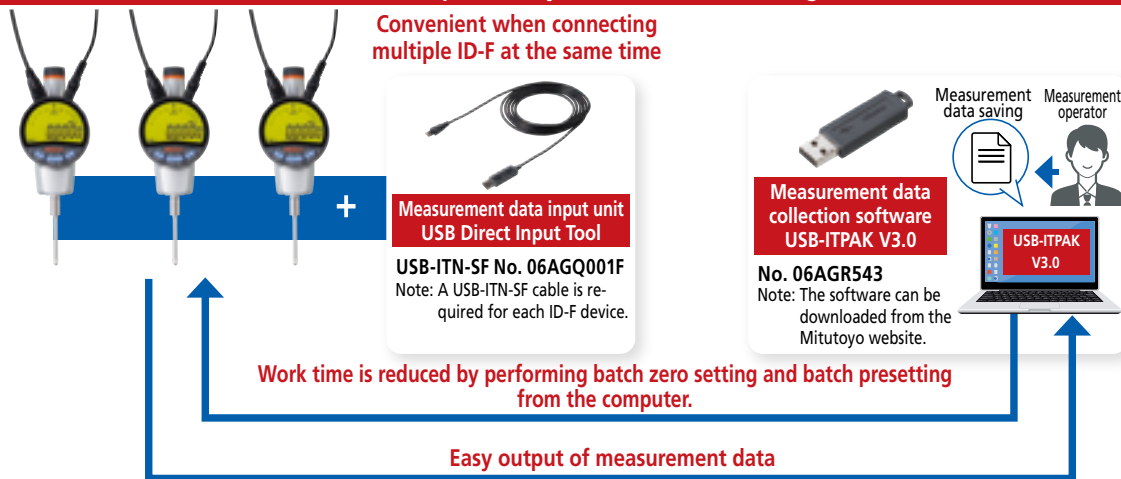 Convenient when connecting
multiple ID-F at the same time
+
Measurement data input unit
USB Direct Input Tool
USB-ITN-SF No. 06AGQ001F
Note: A USB-ITN-SF cable is re-
quired for each ID-F device.
Measurement data
collection software
USB-ITPAK V3.0
No. 06AGR543
Note: The software can be
downloaded from the
Mitutoyo website.
Measurement
data saving
Measurement
operator
USB-ITPAK
V3.0
Work time is reduced by performing batch zero setting and batch presetting
from the computer.
Easy output of measurement data